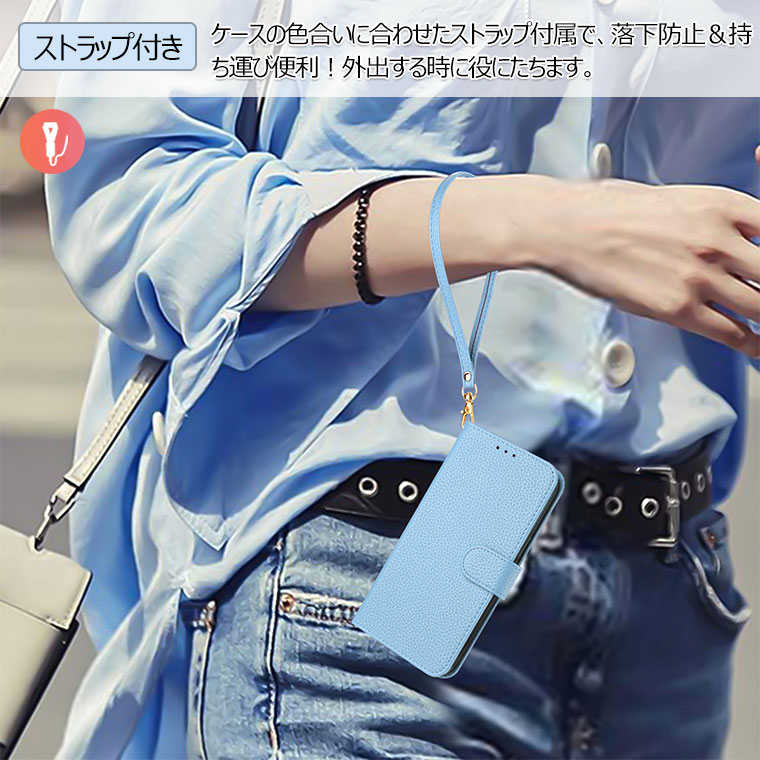 ストラップ付き
ケースの色合いに合わせたストラップ付属で、落下防止＆持
ち運び便利！外出する時に役にたちます。